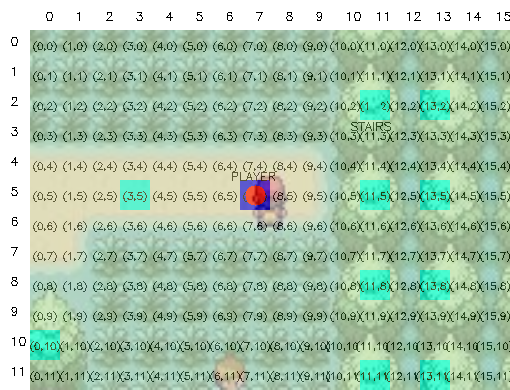 0 1 2 3 4 5 6 7 8 9 10 11 12 13 14 15
0 (0,0) (1,0) (2,0) (3,0) (4,0) (5,0) (6,0) (7,0) (8,0) (9,0) (10,0) (11,0) (12,0) (13,0) (14,0) (15,0)
1 (0,1) (1,1) (2,1) (3,1) (4,1) (5,1) (6,1) (7,1) (8,1) (9,1) (10,1) (11,1) (12,1) (13,1) (14,1) (15,1)
2 (0,2) (1,2) (2,2) (3,2) (4,2) (5,2) (6,2) (7,2) (8,2) (9,2) (10,2) (12,2) (13,2) (14,2) (15,2)
STAIRS
3 (0,3) (1,3) (2,3) (3,3) (4,3) (5,3) (6,3) (7,3) (8,3) (9,3) (10,3) (11,3) (12,3) (13,3) (14,3) (15,3)
4 (0,4) (1,4) (2,4) (3,4) (4,4) (5,4) (6,4) (7,4) (8,4) (9,4) (10,4) (11,4) (12,4) (13,4) (14,4) (15,4)
PLAYER
5 (0,5) (1,5) (2,5) (3,5) (4,5) (5,5) (6,5) (8,5) (9,5) (10,5) (11,5) (12,5) (13,5) (14,5) (15,5)
6 (0,6) (1,6) (2,6) (3,6) (4,6) (5,6) (6,6) (7,6) (8,6) (9,6) (10,6) (11,6) (12,6) (13,6) (14,6) (15,6)
7 (0,7) (1,7) (2,7) (3,7) (4,7) (5,7) (6,7) (7,7) (8,7) (9,7) (10,7) (11,7) (12,7) (13,7) (14,7) (15,7)
8 (0,8) (1,8) (2,8) (3,8) (4,8) (5,8) (6,8) (7,8) (8,8) (9,8) (10,8) (11,8) (12,8) (13,8) (14,8) (15,8)
9 (0,9) (1,9) (2,9) (3,9) (4,9) (5,9) (6,9) (7,9) (8,9) (9,9) (10,9) (11,9) (12,9) (13,9) (14,9) (15,9)
10 (0,10) (1,10) (2,10) (3,10) (4,10) (5,10) (6,10) (7,10) (8,10) (9,10) (10,10) (11,10) (12,10) (13,10) (14,10) (15,10)
11 (0,11) (1,11) (2,11) (3,11) (4,11) (5,11) (6,11) (7,11) (8,11) (9,11) (10,11) (11,11) (12,11) (13,11) (14,11) (15,11)